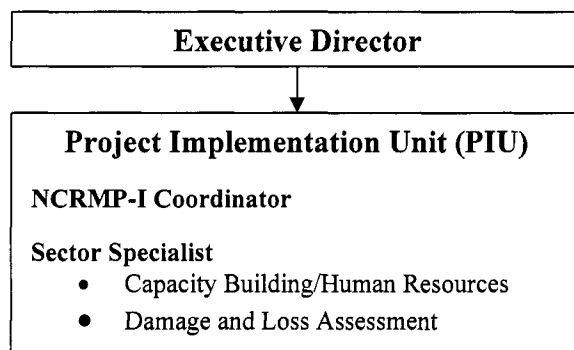 Executive Director
Project Implementation Unit (PIU)
NCRMP-I Coordinator
Sector Specialist
• Capacity Building/Human Resources
• Damage and Loss Assessment